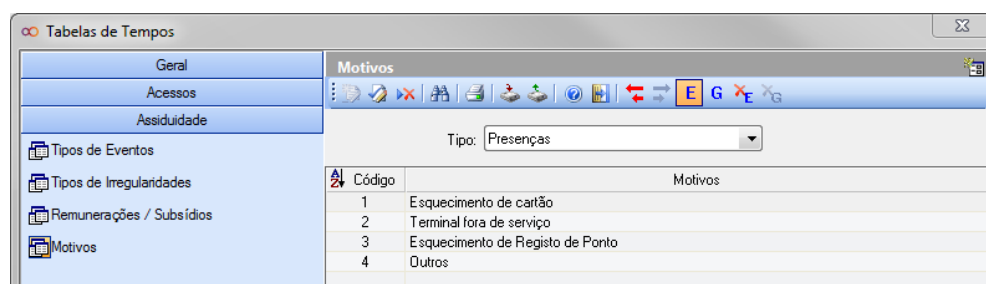 Tabelas de Tempos
Geral
Acessos
Assiduidade
Tipos de Eventos
Tipos de Irregularidades
Remunerações / Subsídios
Motivos
Motivos
E G E G
Tipo: Presenças
Código Motivos
1 Esquecimento de cartão
2 Terminal fora de serviço
3 Esquecimento de Registo de Ponto
4 Outros